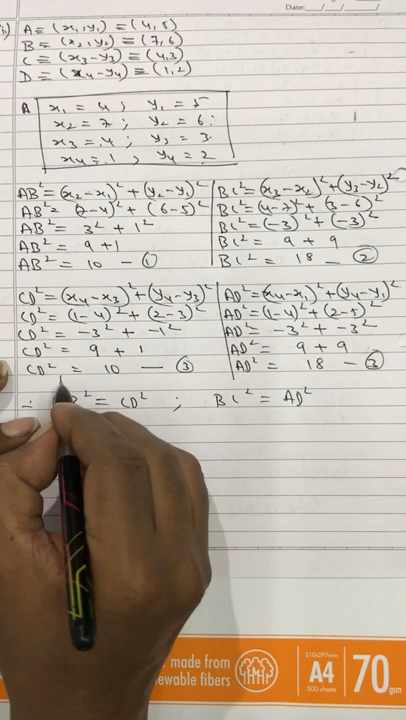 Date:
ii) A = (x₁, y₁) = (4, 5)
B = (x₂, y₂) = (7, 6)
C = (x₃ - y₃) = (4, 3)
D = (x₄ - y₄) = (1, 2)
A x₁ = 4 ; y₁ = 5
x₂ = 7 ; y₂ = 6
x₃ = 4 ; y₃ = 3
x₄ = 1 , y₄ = 2
AB² = (x₂-x₁)² + (y₂-y₁)²
AB² = (7-4)² + (6-5)²
AB² = 3² + 1²
AB² = 9+1
AB² = 10 — ①
BC² = (x₃-x₂)² + (y₃-y₂)²
BC² = (4-7)² + (3-6)²
BC² = (-3)² + (-3)²
BC² = 9 + 9
BC² = 18 — ②
CD² = (x₄-x₃)² + (y₄-y₃)²
CD² = (1-4)² + (2-3)²
CD² = -3² + -1²
CD² = 9 + 1
CD² = 10 — ③
AD² = (x₄-x₁)² + (y₄-y₁)²
AD² = (1-4)² + (2-5)²
AD² = -3² + -3²
AD² = 9 + 9
AD² = 18 — ③
² = CD² ; BC² = AD²
made from
fibers
210x297mm
A4
500 sheets
70
gsm